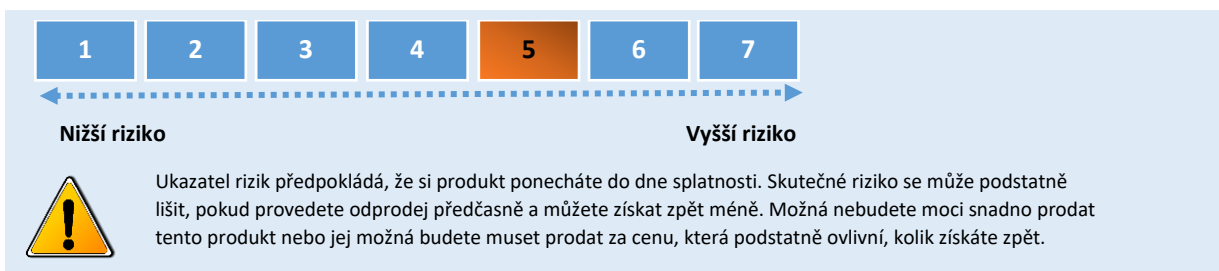 1 2 3 4 5 6 7
Nižší riziko Vyšší riziko
Ukazatel rizik předpokládá, že si produkt ponecháte do dne splatnosti. Skutečné riziko se může podstatně
lišit, pokud provedete odprodej předčasně a můžete získat zpět méně. Možná nebudete moci snadno prodat
tento produkt nebo jej možná budete muset prodat za cenu, která podstatně ovlivní, kolik získáte zpět.